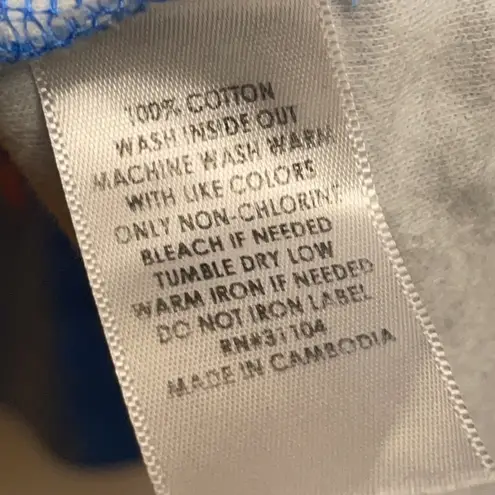 100% COTTON
WASH INSIDE OUT
MACHINE WASH WARM
WITH LIKE COLORS
ONLY NON-CHLORINE
BLEACH IF NEEDED
TUMBLE DRY LOW
WARM IRON IF NEEDED
DO NOT IRON LABEL
RN#31104
MADE IN CAMBODIA